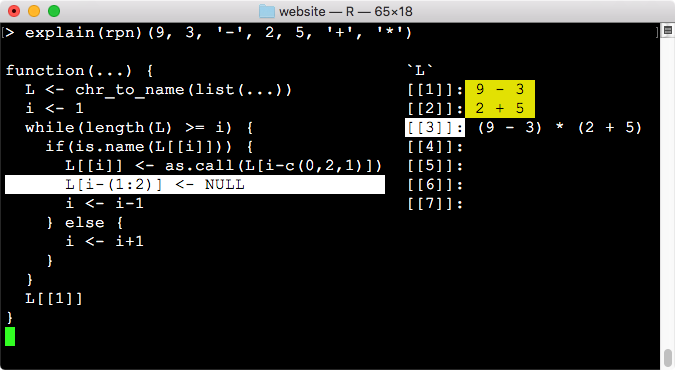 website — R — 65×18
> explain(rpn)(9, 3, '-', 2, 5, '+', '*')
function(...) {
  L <- chr_to_name(list(...))
  i <- 1
  while(length(L) >= i) {
    if(is.name(L[[i]])) {
      L[[i]] <- as.call(L[i-c(0,2,1)])
      L[i-(1:2)] <- NULL
      i <- i-1
    } else {
      i <- i+1
    }
  }
  L[[1]]
}
`L`
[[1]]: 9 - 3
[[2]]: 2 + 5
[[3]]: (9 - 3) * (2 + 5)
[[4]]:
[[5]]:
[[6]]:
[[7]]: